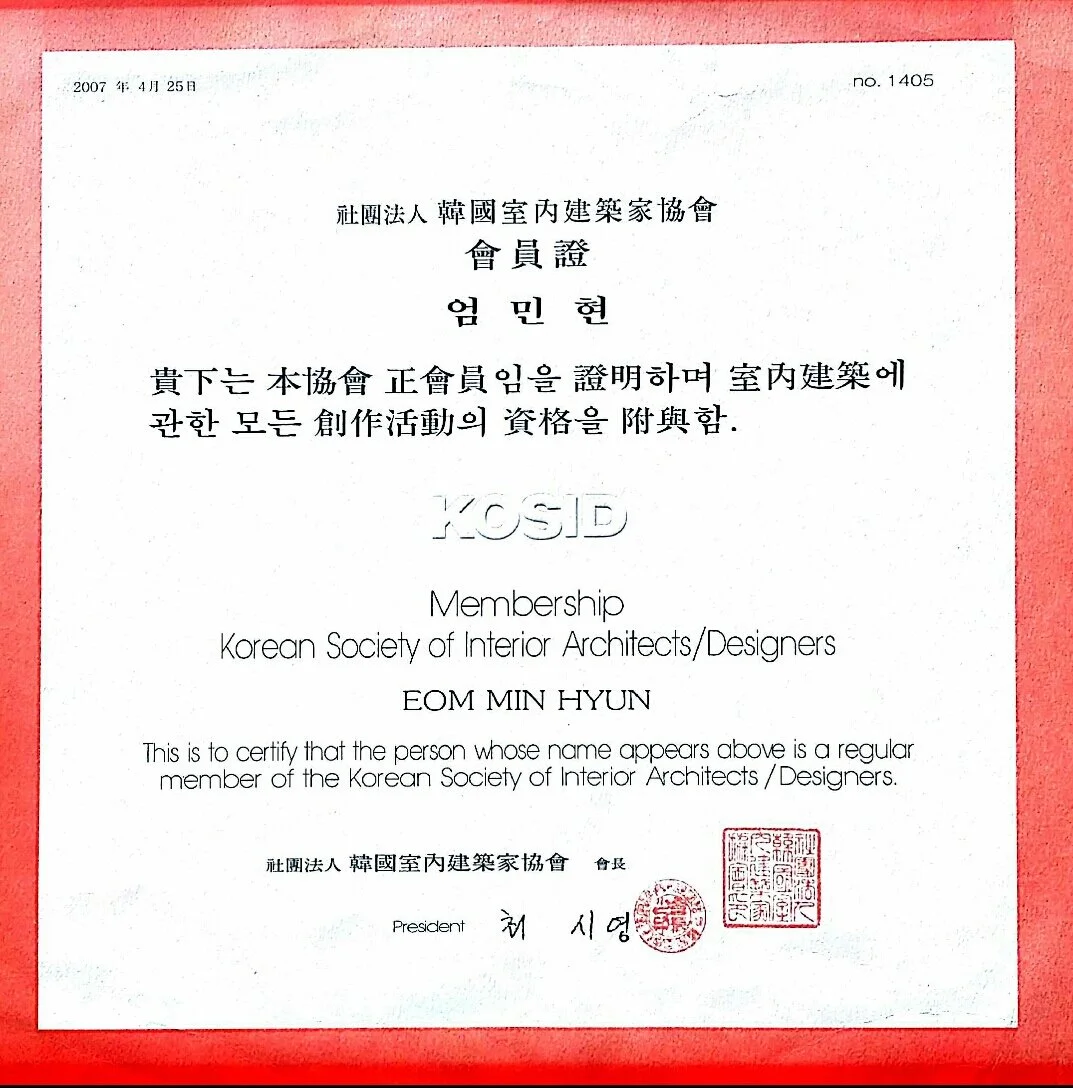 2007 年 4月 25日
no. 1405
社團法人 韓國室內建築家協會
會員證
엄 민 현
貴下는 本協會 正會員임을 證明하며 室內建築에
관한 모든 創作活動의 資格을 附與함.
KOSID
Membership
Korean Society of Interior Architects/Designers
EOM MIN HYUN
This is to certify that the person whose name appears above is a regular
member of the Korean Society of Interior Architects / Designers.
社團法人 韓國室內建築家協會 會長
President 최 시 영